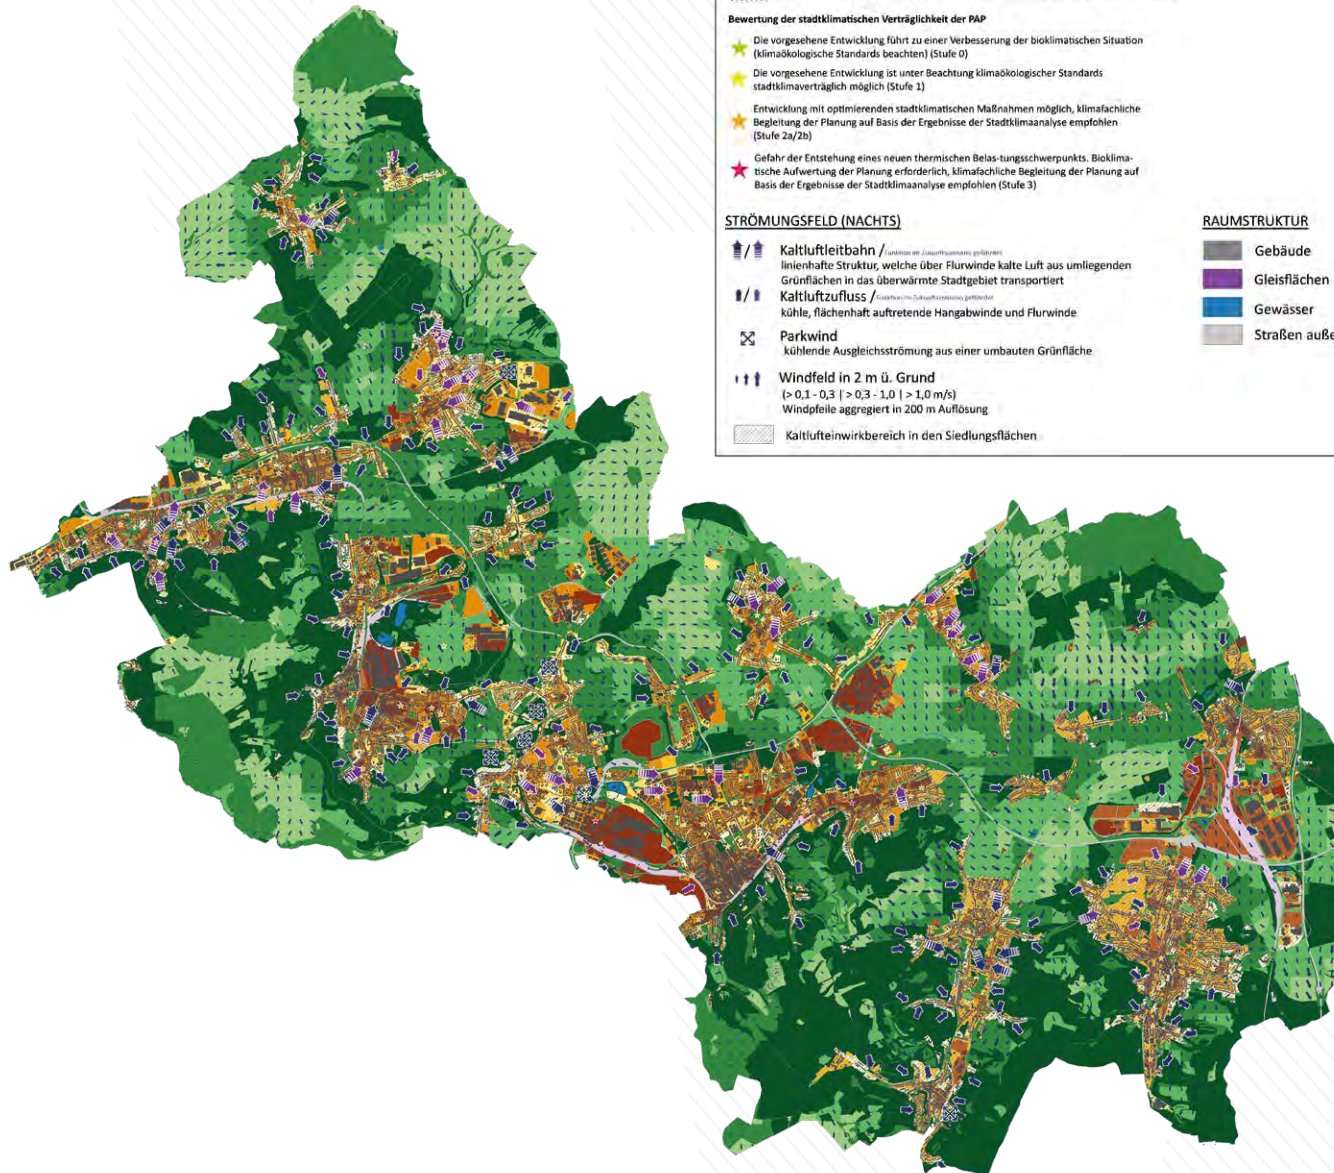 Bewertung der stadtklimatischen Verträglichkeit der PAP
Die vorgesehene Entwicklung führt zu einer Verbesserung der bioklimatischen Situation
(klimaökologische Standards beachten) (Stufe 0)
Die vorgesehene Entwicklung ist unter Beachtung klimaökologischer Standards
stadtklimaverträglich möglich (Stufe 1)
Entwicklung mit optimierenden stadtklimatischen Maßnahmen möglich, klimafachliche
Begleitung der Planung auf Basis der Ergebnisse der Stadtklimaanalyse empfohlen
(Stufe 2a/2b)
Gefahr der Entstehung eines neuen thermischen Belas-tungsschwerpunkts. Bioklima-
tische Aufwertung der Planung erforderlich, klimafachliche Begleitung der Planung auf
Basis der Ergebnisse der Stadtklimaanalyse empfohlen (Stufe 3)
STRÖMUNGSFELD (NACHTS)
/ Kaltluftleitbahn /
linienhafte Struktur, welche über Flurwinde kalte Luft aus umliegenden
Grünflächen in das überwärmte Stadtgebiet transportiert
/ Kaltluftzufluss /
kühle, flächenhaft auftretende Hangabwinde und Flurwinde
Parkwind
kühlende Ausgleichsströmung aus einer umbauten Grünfläche
Windfeld in 2 m ü. Grund
(> 0,1 - 0,3 | > 0,3 - 1,0 | > 1,0 m/s)
Windpfeile aggregiert in 200 m Auflösung
Kaltlufteinwirkbereich in den Siedlungsflächen
RAUMSTRUKTUR
Gebäude
Gleisflächen
Gewässer
Straßen auße